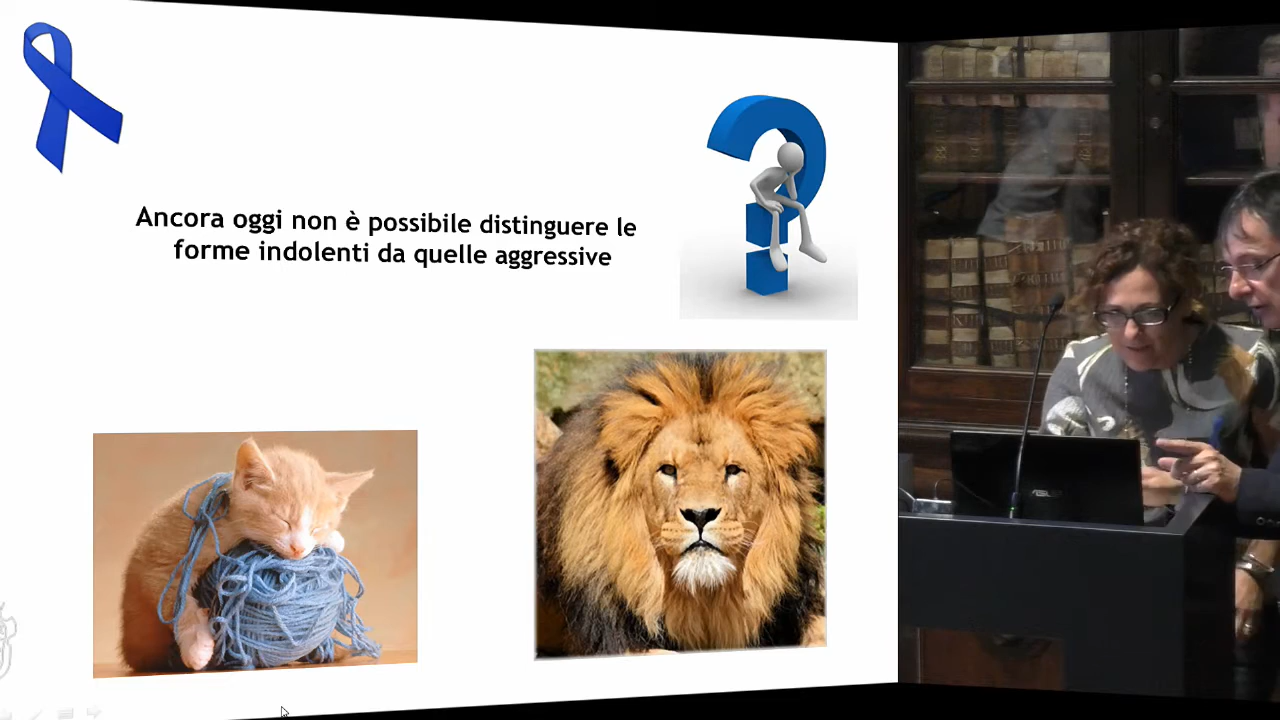 Ancora oggi non è possibile distinguere le
forme indolenti da quelle aggressive